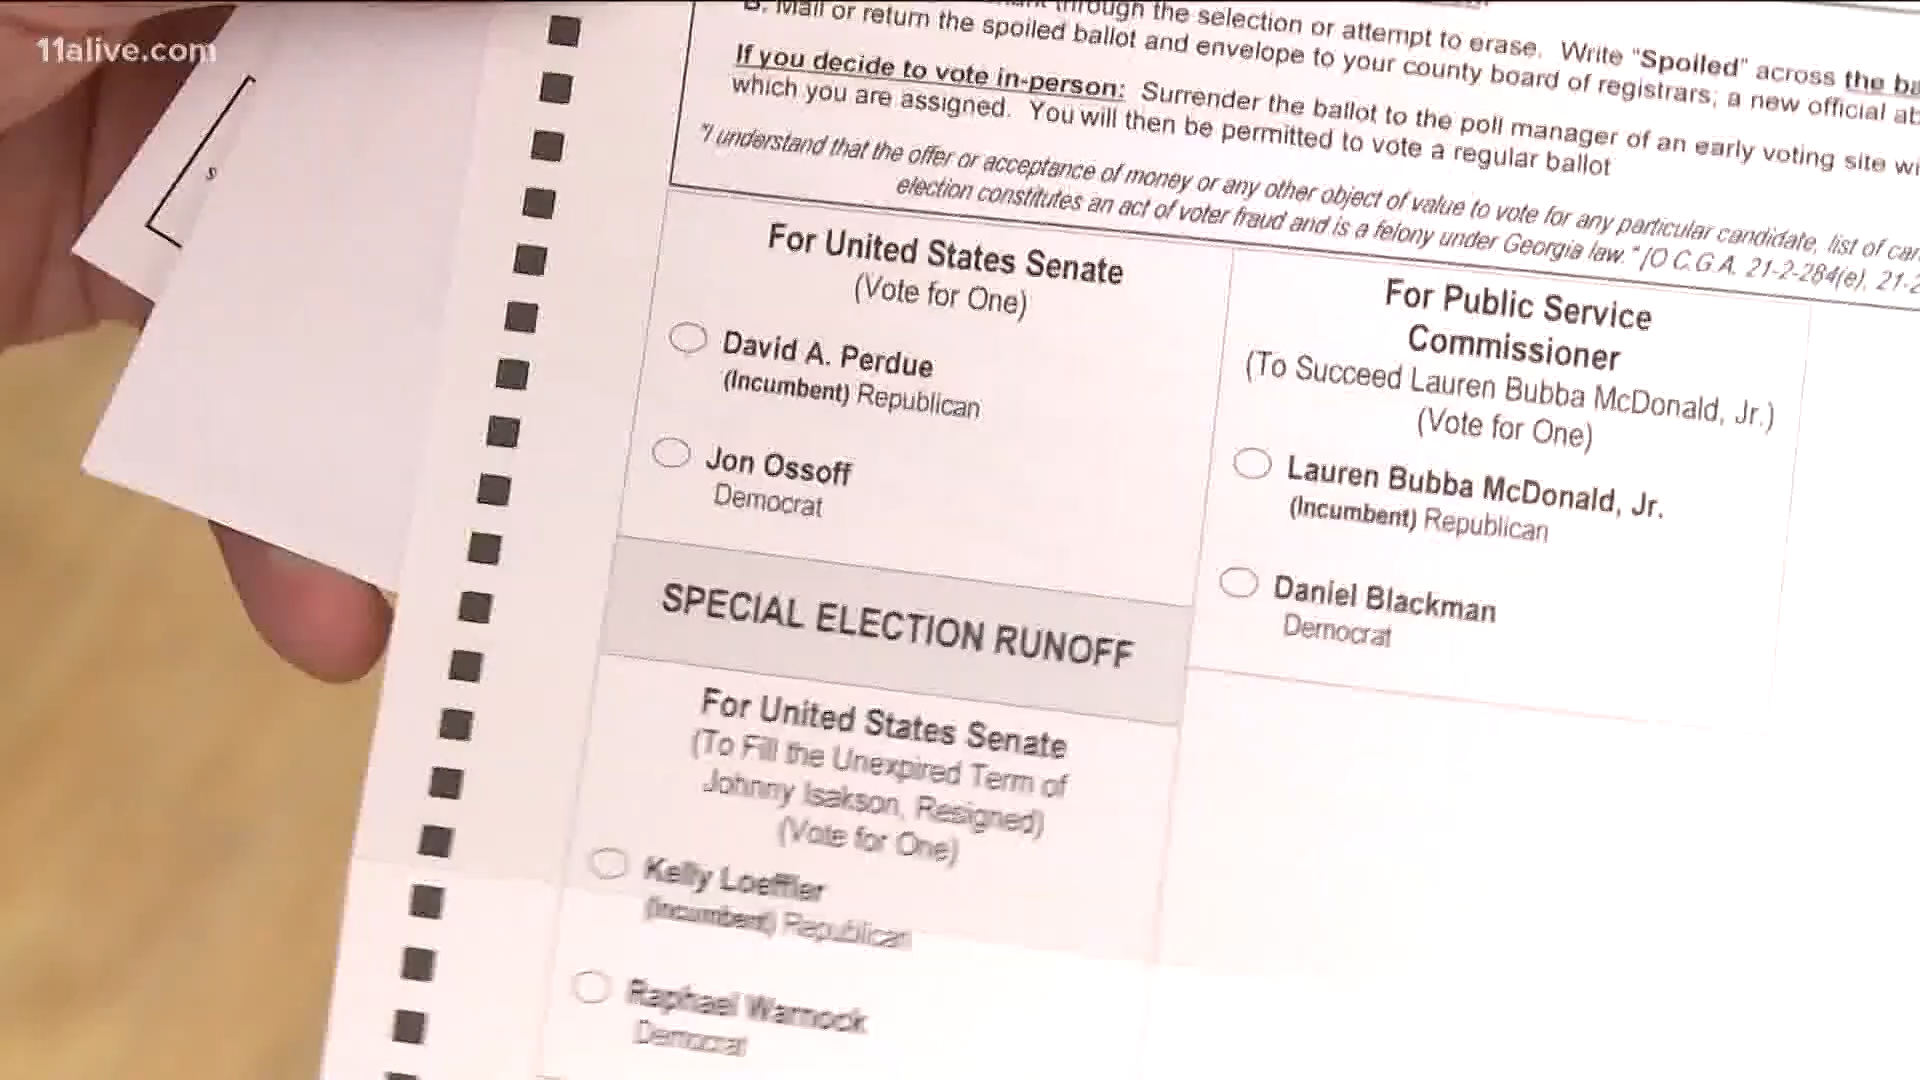 11alive.com
through the selection or attempt to erase. Write "Spoiled" across the ba
B. Mail or return the spoiled ballot and envelope to your county board of registrars; a new official ab
If you decide to vote in-person: Surrender the ballot to the poll manager of an early voting site wi
which you are assigned. You will then be permitted to vote a regular ballot
"I understand that the offer or acceptance of money or any other object of value to vote for any particular candidate, list of can
election constitutes an act of voter fraud and is a felony under Georgia law." [O.C.G.A. 21-2-284(e), 21-2
s
For United States Senate
(Vote for One)
David A. Perdue
(Incumbent) Republican
Jon Ossoff
Democrat
SPECIAL ELECTION RUNOFF
For United States Senate
(To Fill the Unexpired Term of
Johnny Isakson, Resigned)
(Vote for One)
Kelly Loeffler
(Incumbent) Republican
Raphael Warnock
Democrat
For Public Service
Commissioner
(To Succeed Lauren Bubba McDonald, Jr.)
(Vote for One)
Lauren Bubba McDonald, Jr.
(Incumbent) Republican
Daniel Blackman
Democrat